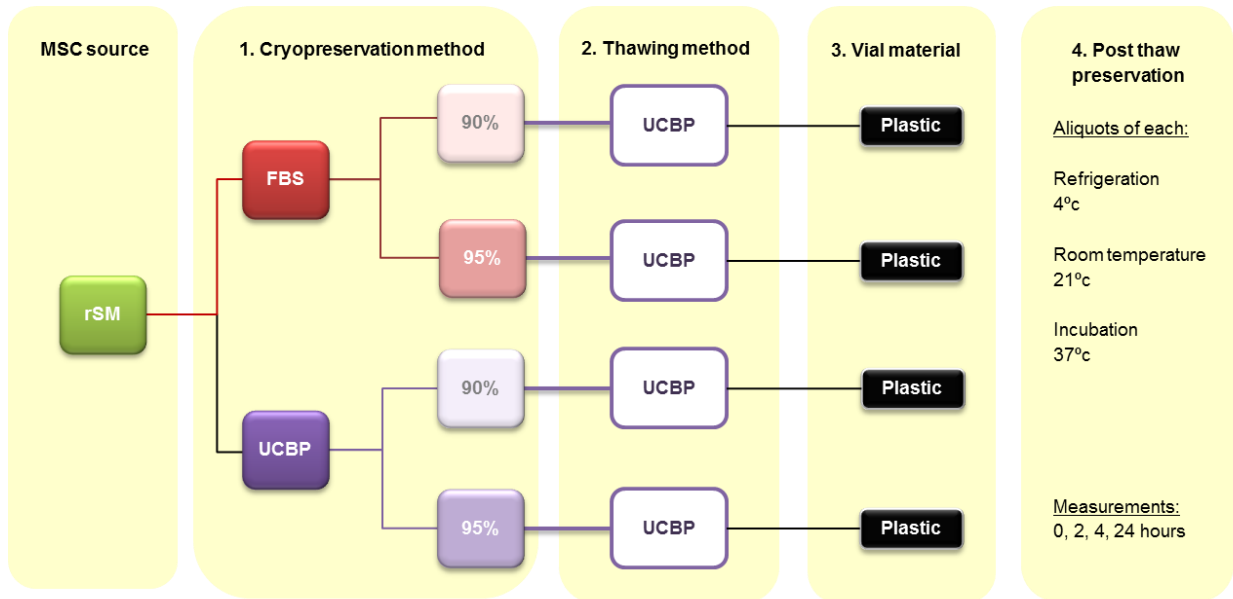 MSC source
1. Cryopreservation method
2. Thawing method
3. Vial material
4. Post thaw
preservation
rSM
FBS
UCBP
90%
95%
90%
95%
UCBP
UCBP
UCBP
UCBP
Plastic
Plastic
Plastic
Plastic
Aliquots of each:
Refrigeration
4ºc
Room temperature
21ºc
Incubation
37ºc
Measurements:
0, 2, 4, 24 hours